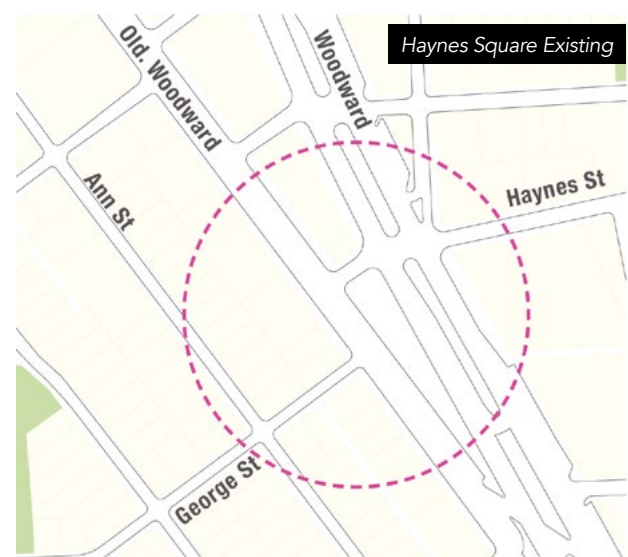 Haynes Square Existing
Old. Woodward
Woodward
Ann St
Haynes St
George St